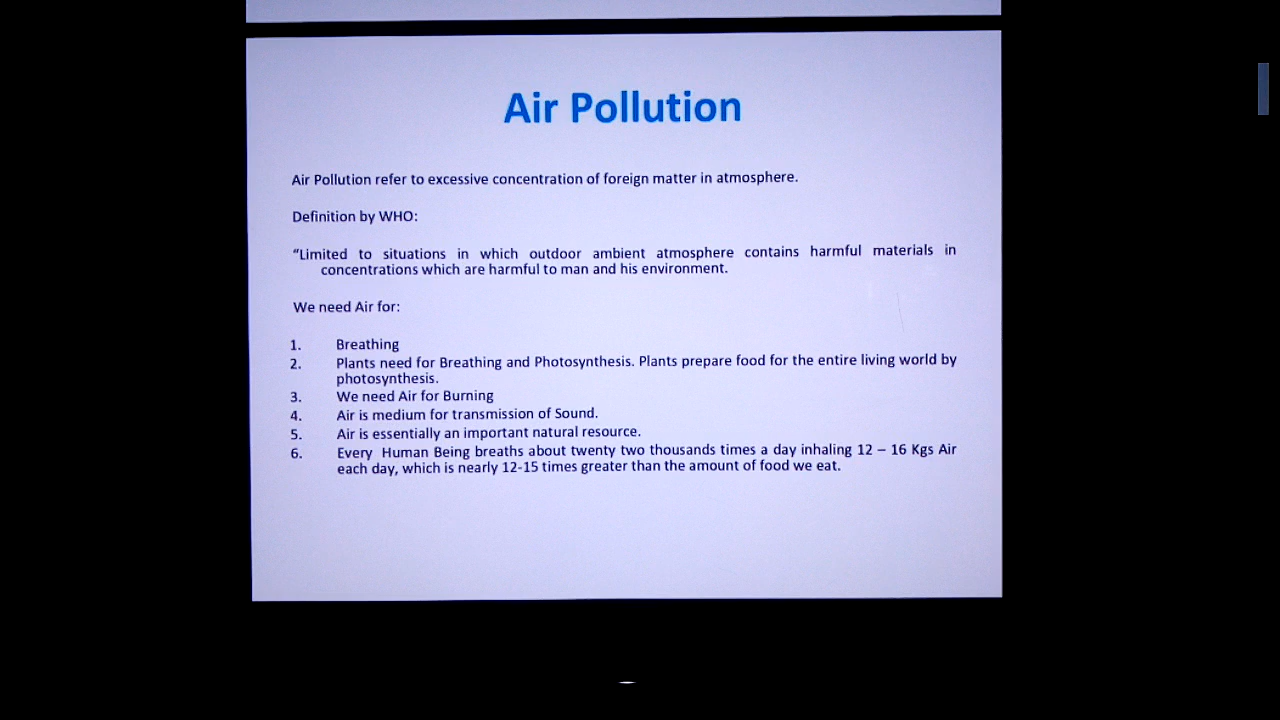 Air Pollution
Air Pollution refer to excessive concentration of foreign matter in atmosphere.
Definition by WHO:
“Limited to situations in which outdoor ambient atmosphere contains harmful materials in
concentrations which are harmful to man and his environment.
We need Air for:
1. Breathing
2. Plants need for Breathing and Photosynthesis. Plants prepare food for the entire living world by
photosynthesis.
3. We need Air for Burning
4. Air is medium for transmission of Sound.
5. Air is essentially an important natural resource.
6. Every Human Being breaths about twenty two thousands times a day inhaling 12 – 16 Kgs Air
each day, which is nearly 12-15 times greater than the amount of food we eat.